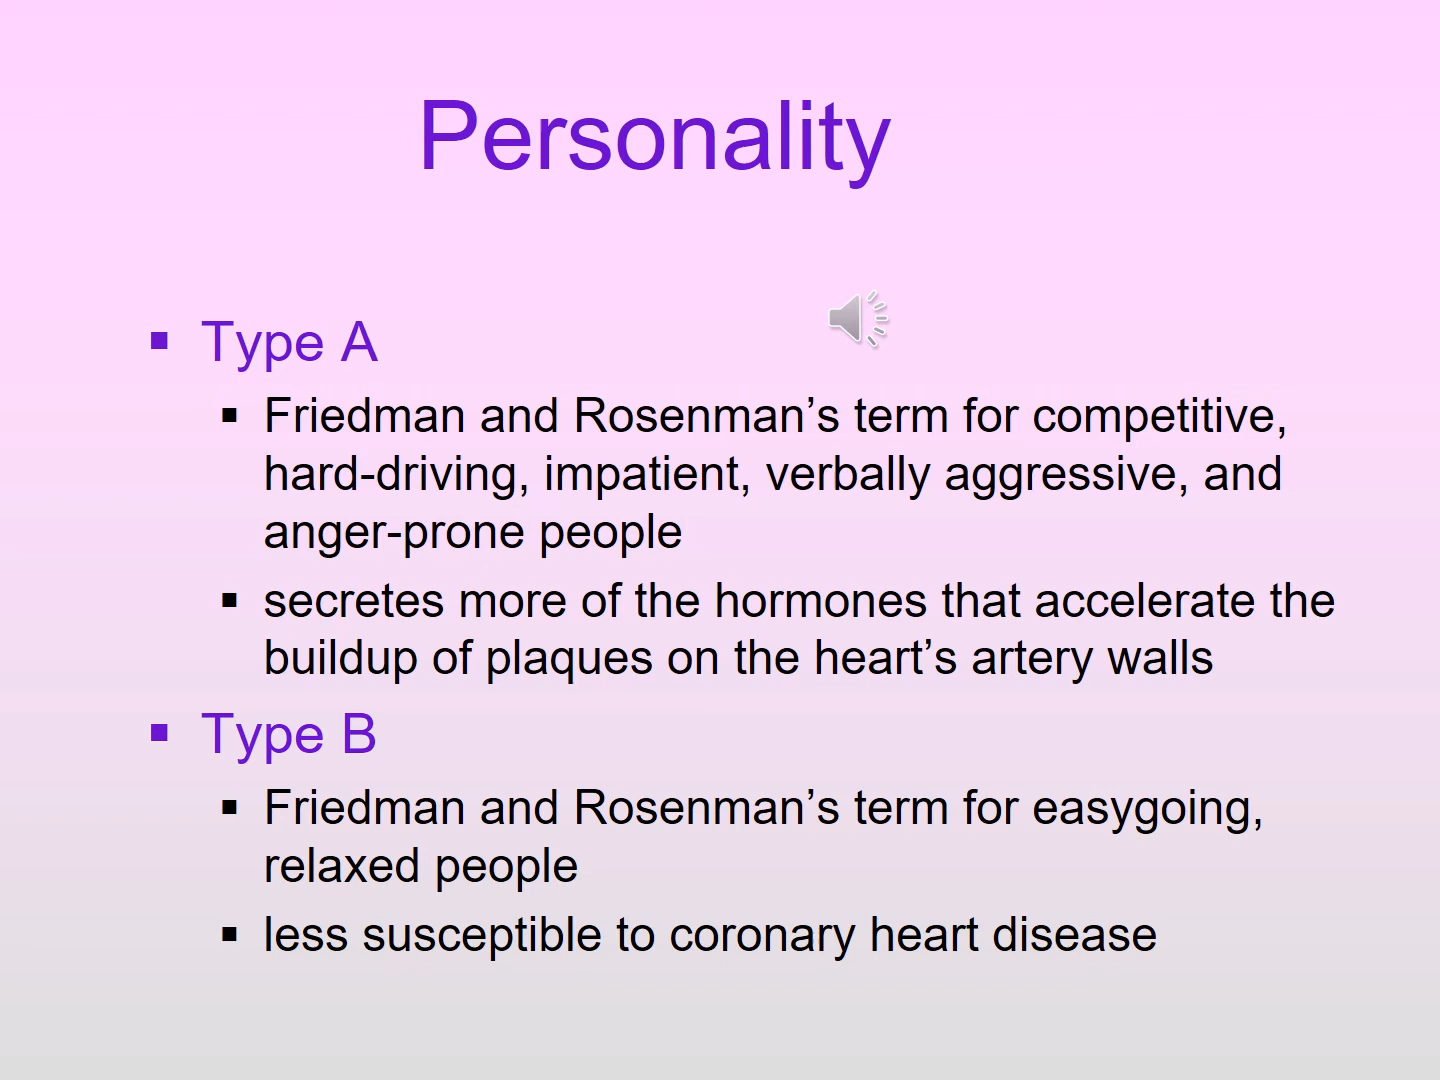 Personality
▪ Type A
▪ Friedman and Rosenman’s term for competitive,
hard-driving, impatient, verbally aggressive, and
anger-prone people
▪ secretes more of the hormones that accelerate the
buildup of plaques on the heart’s artery walls
▪ Type B
▪ Friedman and Rosenman’s term for easygoing,
relaxed people
▪ less susceptible to coronary heart disease